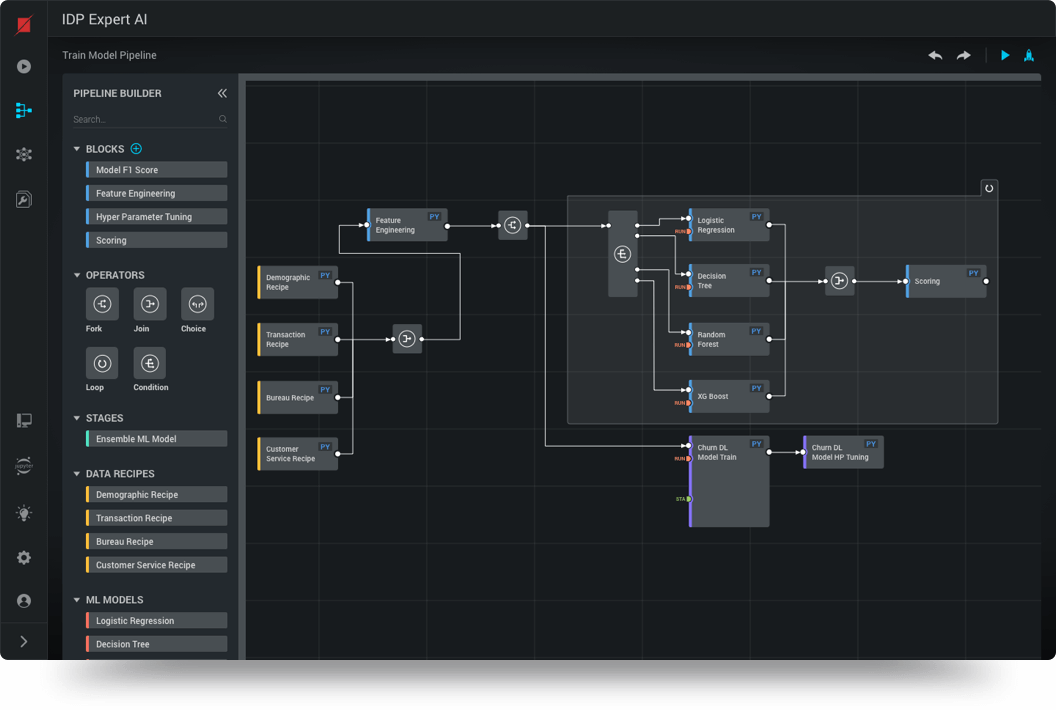 IDP Expert AI
Train Model Pipeline
PIPELINE BUILDER
Search...
BLOCKS
Model F1 Score
Feature Engineering
Hyper Parameter Tuning
Scoring
OPERATORS
Fork
Join
Choice
Loop
Condition
STAGES
Ensemble ML Model
DATA RECIPES
Demographic Recipe
Transaction Recipe
Bureau Recipe
Customer Service Recipe
ML MODELS
Logistic Regression
Decision Tree
jupyter
Feature
Engineering
PY
Demographic
Recipe
PY
Transaction
Recipe
PY
Bureau Recipe
PY
Customer
Service Recipe
PY
Logistic
Regression
PY
RUN
Decision
Tree
PY
RUN
Random
Forest
PY
RUN
XG Boost
PY
RUN
Scoring
PY
Churn DL
Model Train
PY
RUN
STA
Churn DL
Model HP Tuning
PY